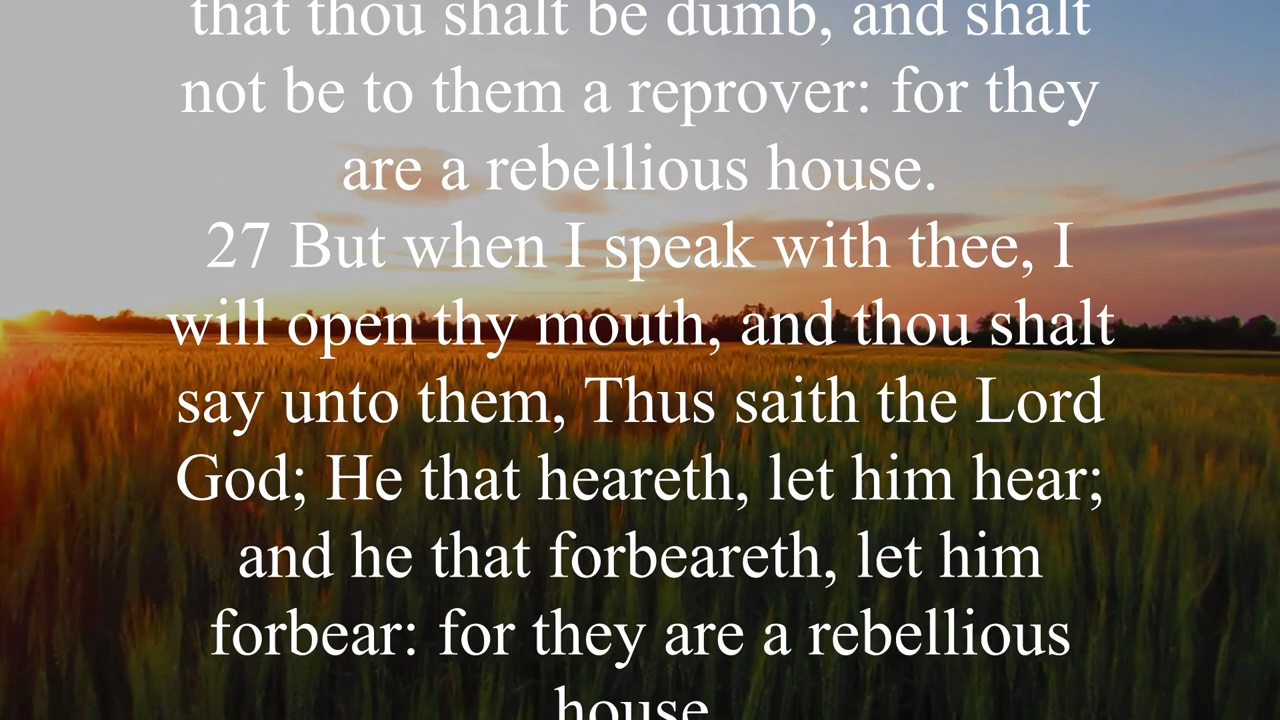 that thou shalt be dumb, and shalt
not be to them a reprover: for they
are a rebellious house.
27 But when I speak with thee, I
will open thy mouth, and thou shalt
say unto them, Thus saith the Lord
God; He that heareth, let him hear;
and he that forbeareth, let him
forbear: for they are a rebellious
house.